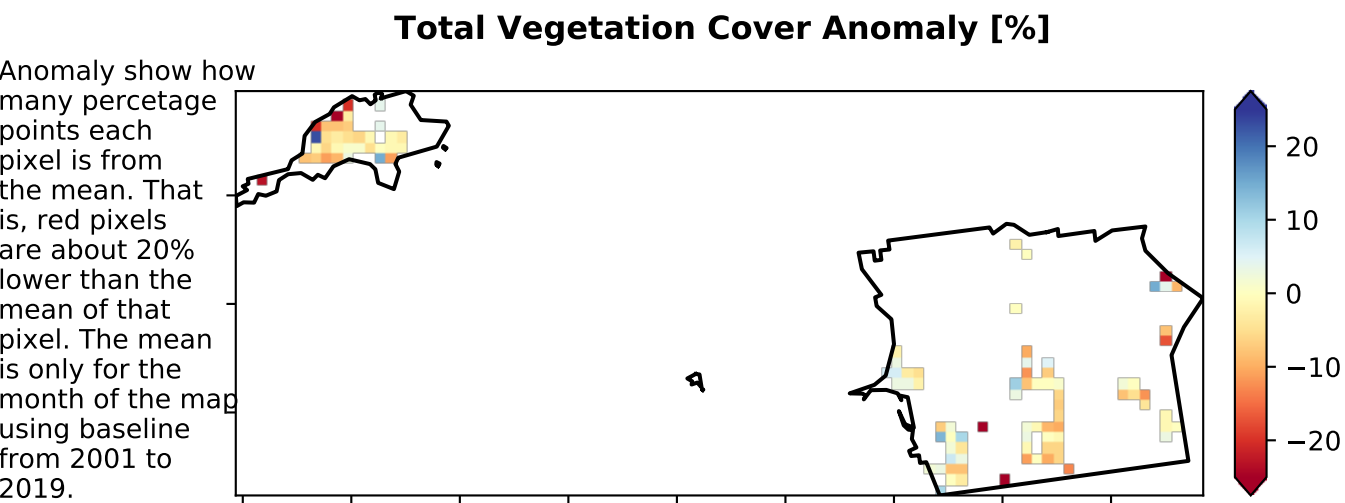 Total Vegetation Cover Anomaly [%]
Anomaly show how
many percetage
points each
pixel is from
the mean. That
is, red pixels
are about 20%
lower than the
mean of that
pixel. The mean
is only for the
month of the map
using baseline
from 2001 to
2019.
20
10
0
−10
−20